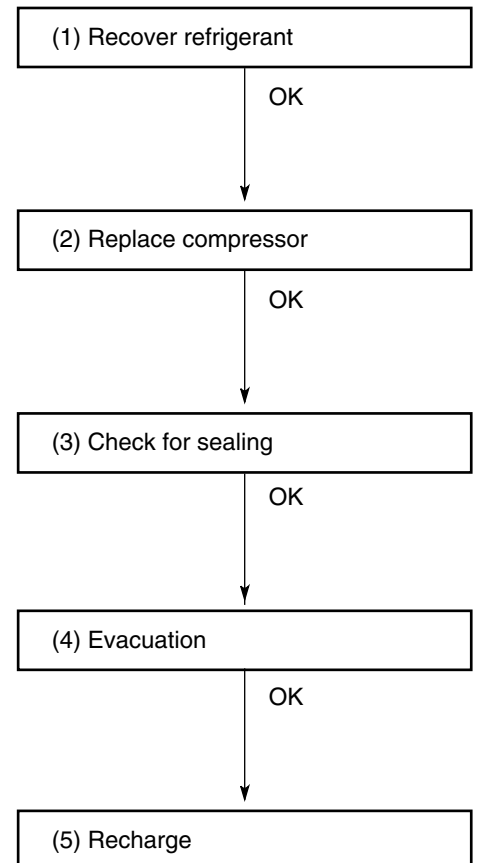 (1) Recover refrigerant
OK
(2) Replace compressor
OK
(3) Check for sealing
OK
(4) Evacuation
OK
(5) Recharge